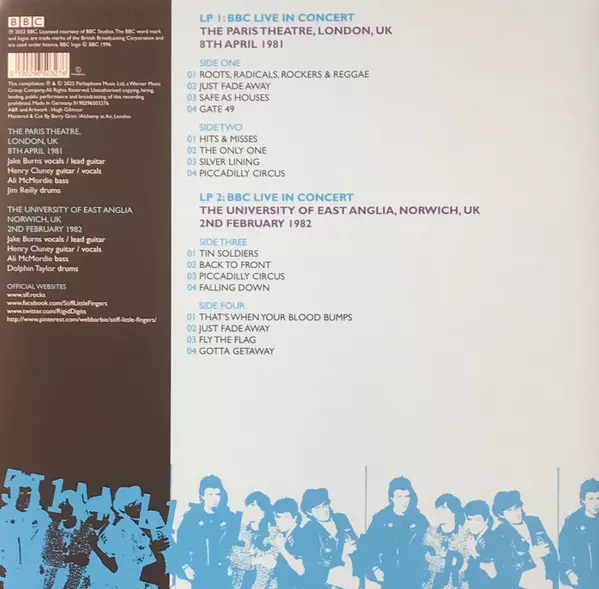 BBC
℗ 2022 BBC. Licensed courtesy of BBC Studios. The BBC word mark
and logos are trade marks of the British Broadcasting Corporation and
are used under licence. BBC logo © BBC 1996
This compilation ℗ & © 2022 Parlophone Music Ltd, a Warner Music
Group Company. All Rights Reserved. Unauthorised copying, hiring,
lending, public performance and broadcasting of this recording
prohibited. Made in Germany. 0190296503276
A&R and Artwork : Hugh Gilmour
Mastered & Cut By Barry Grint / Alchemy at Air, London
THE PARIS THEATRE,
LONDON, UK
8TH APRIL 1981
Jake Burns vocals / lead guitar
Henry Cluney guitar / vocals
Ali McMordie bass
Jim Reilly drums
THE UNIVERSITY OF EAST ANGLIA
NORWICH, UK
2ND FEBRUARY 1982
Jake Burns vocals / lead guitar
Henry Cluney guitar / vocals
Ali McMordie bass
Dolphin Taylor drums
OFFICIAL WEBSITES
www.slf.rocks
www.facebook.com/StiffLittleFingers
www.twitter.com/RigidDigits
http://www.pinterest.com/webbarbie/stiff-little-fingers/
LP 1: BBC LIVE IN CONCERT
THE PARIS THEATRE, LONDON, UK
8TH APRIL 1981
SIDE ONE
01 ROOTS, RADICALS, ROCKERS & REGGAE
02 JUST FADE AWAY
03 SAFE AS HOUSES
04 GATE 49
SIDE TWO
01 HITS & MISSES
02 THE ONLY ONE
03 SILVER LINING
04 PICCADILLY CIRCUS
LP 2: BBC LIVE IN CONCERT
THE UNIVERSITY OF EAST ANGLIA, NORWICH, UK
2ND FEBRUARY 1982
SIDE THREE
01 TIN SOLDIERS
02 BACK TO FRONT
03 PICCADILLY CIRCUS
04 FALLING DOWN
SIDE FOUR
01 THAT'S WHEN YOUR BLOOD BUMPS
02 JUST FADE AWAY
03 FLY THE FLAG
04 GOTTA GETAWAY